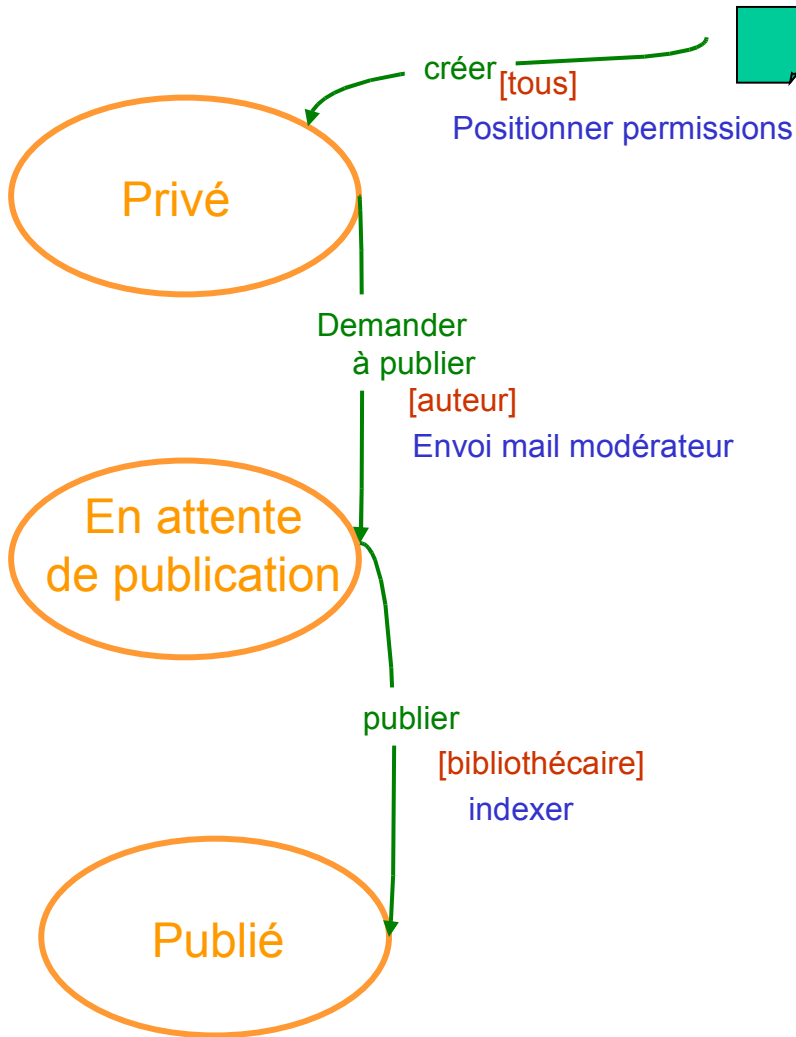 créer
[tous]
Positionner permissions
Privé
Demander
à publier
[auteur]
Envoi mail modérateur
En attente
de publication
publier
[bibliothécaire]
indexer
Publié